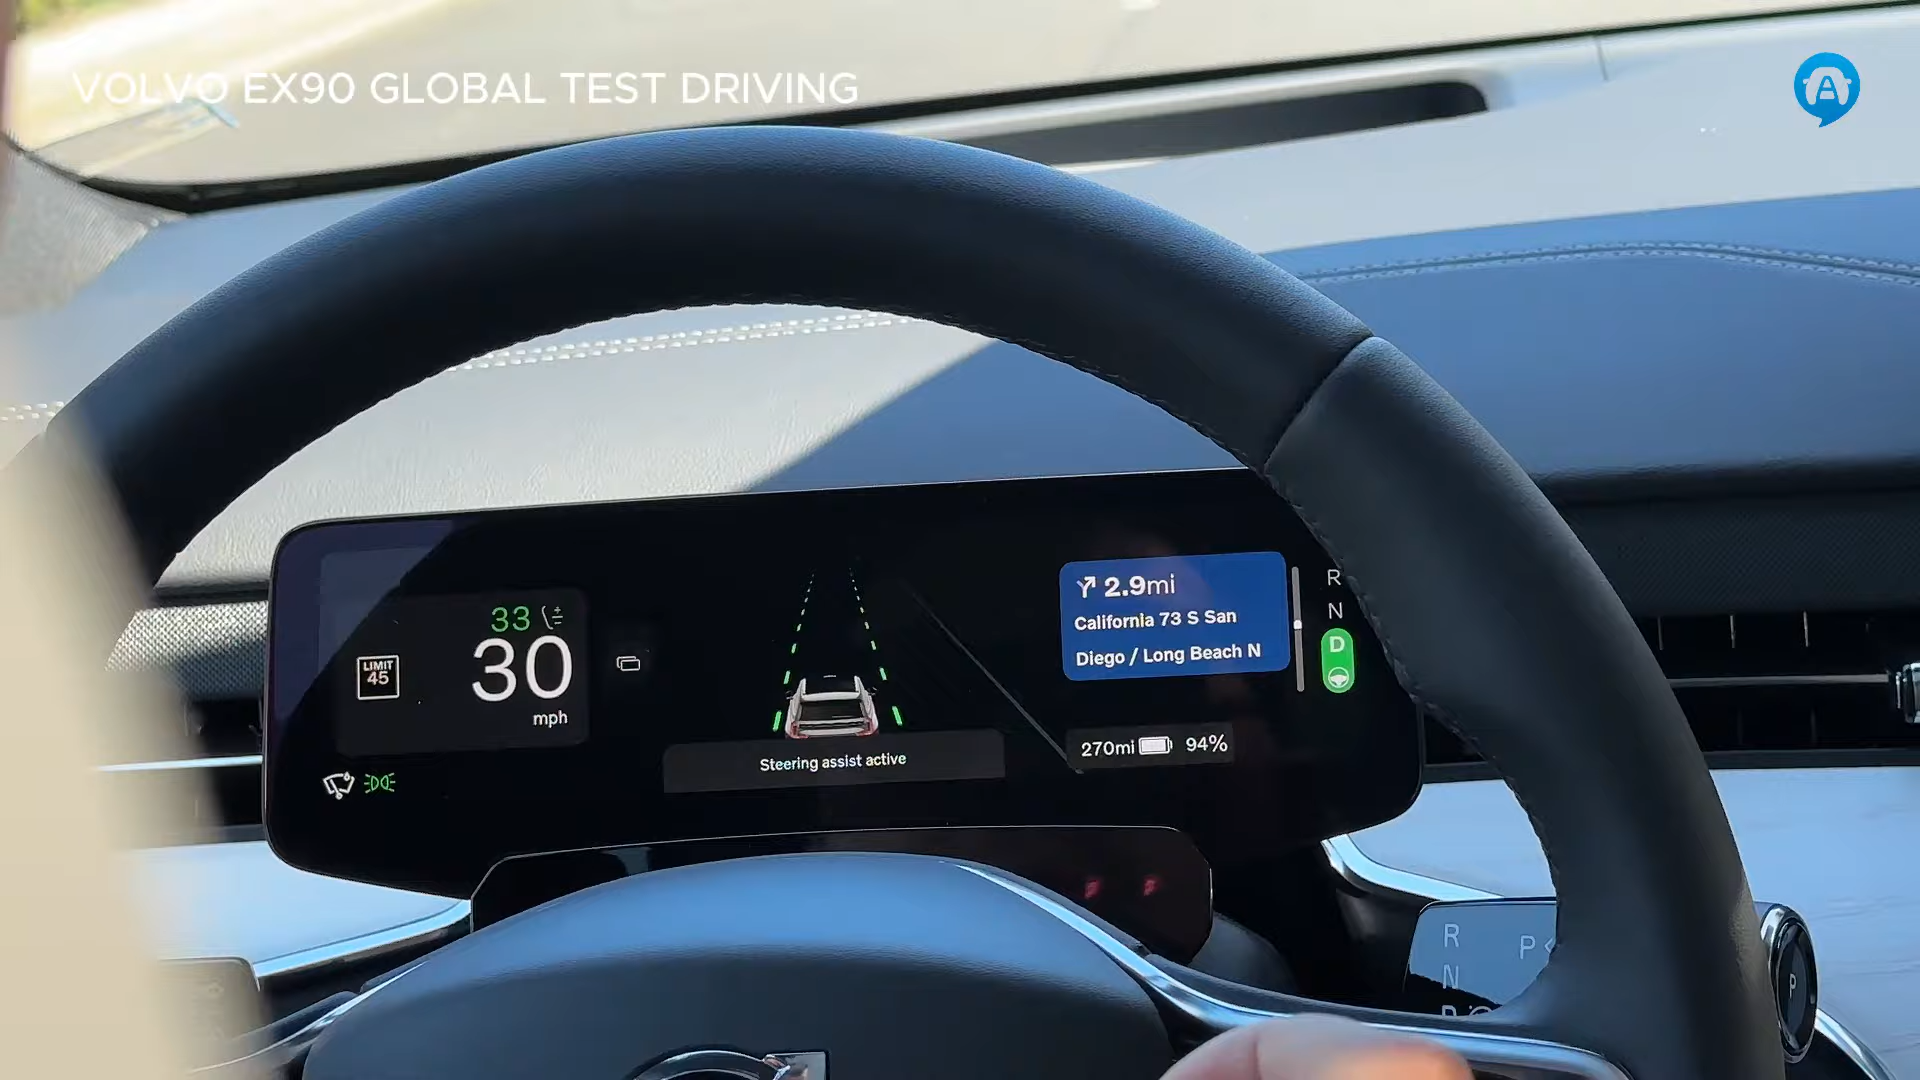 VOLVO EX90 GLOBAL TEST DRIVING
A
33
LIMIT
45
30
mph
Steering assist active
2.9mi
California 73 S San
Diego / Long Beach N
270mi
94%
R
N
D
R
P
N
P